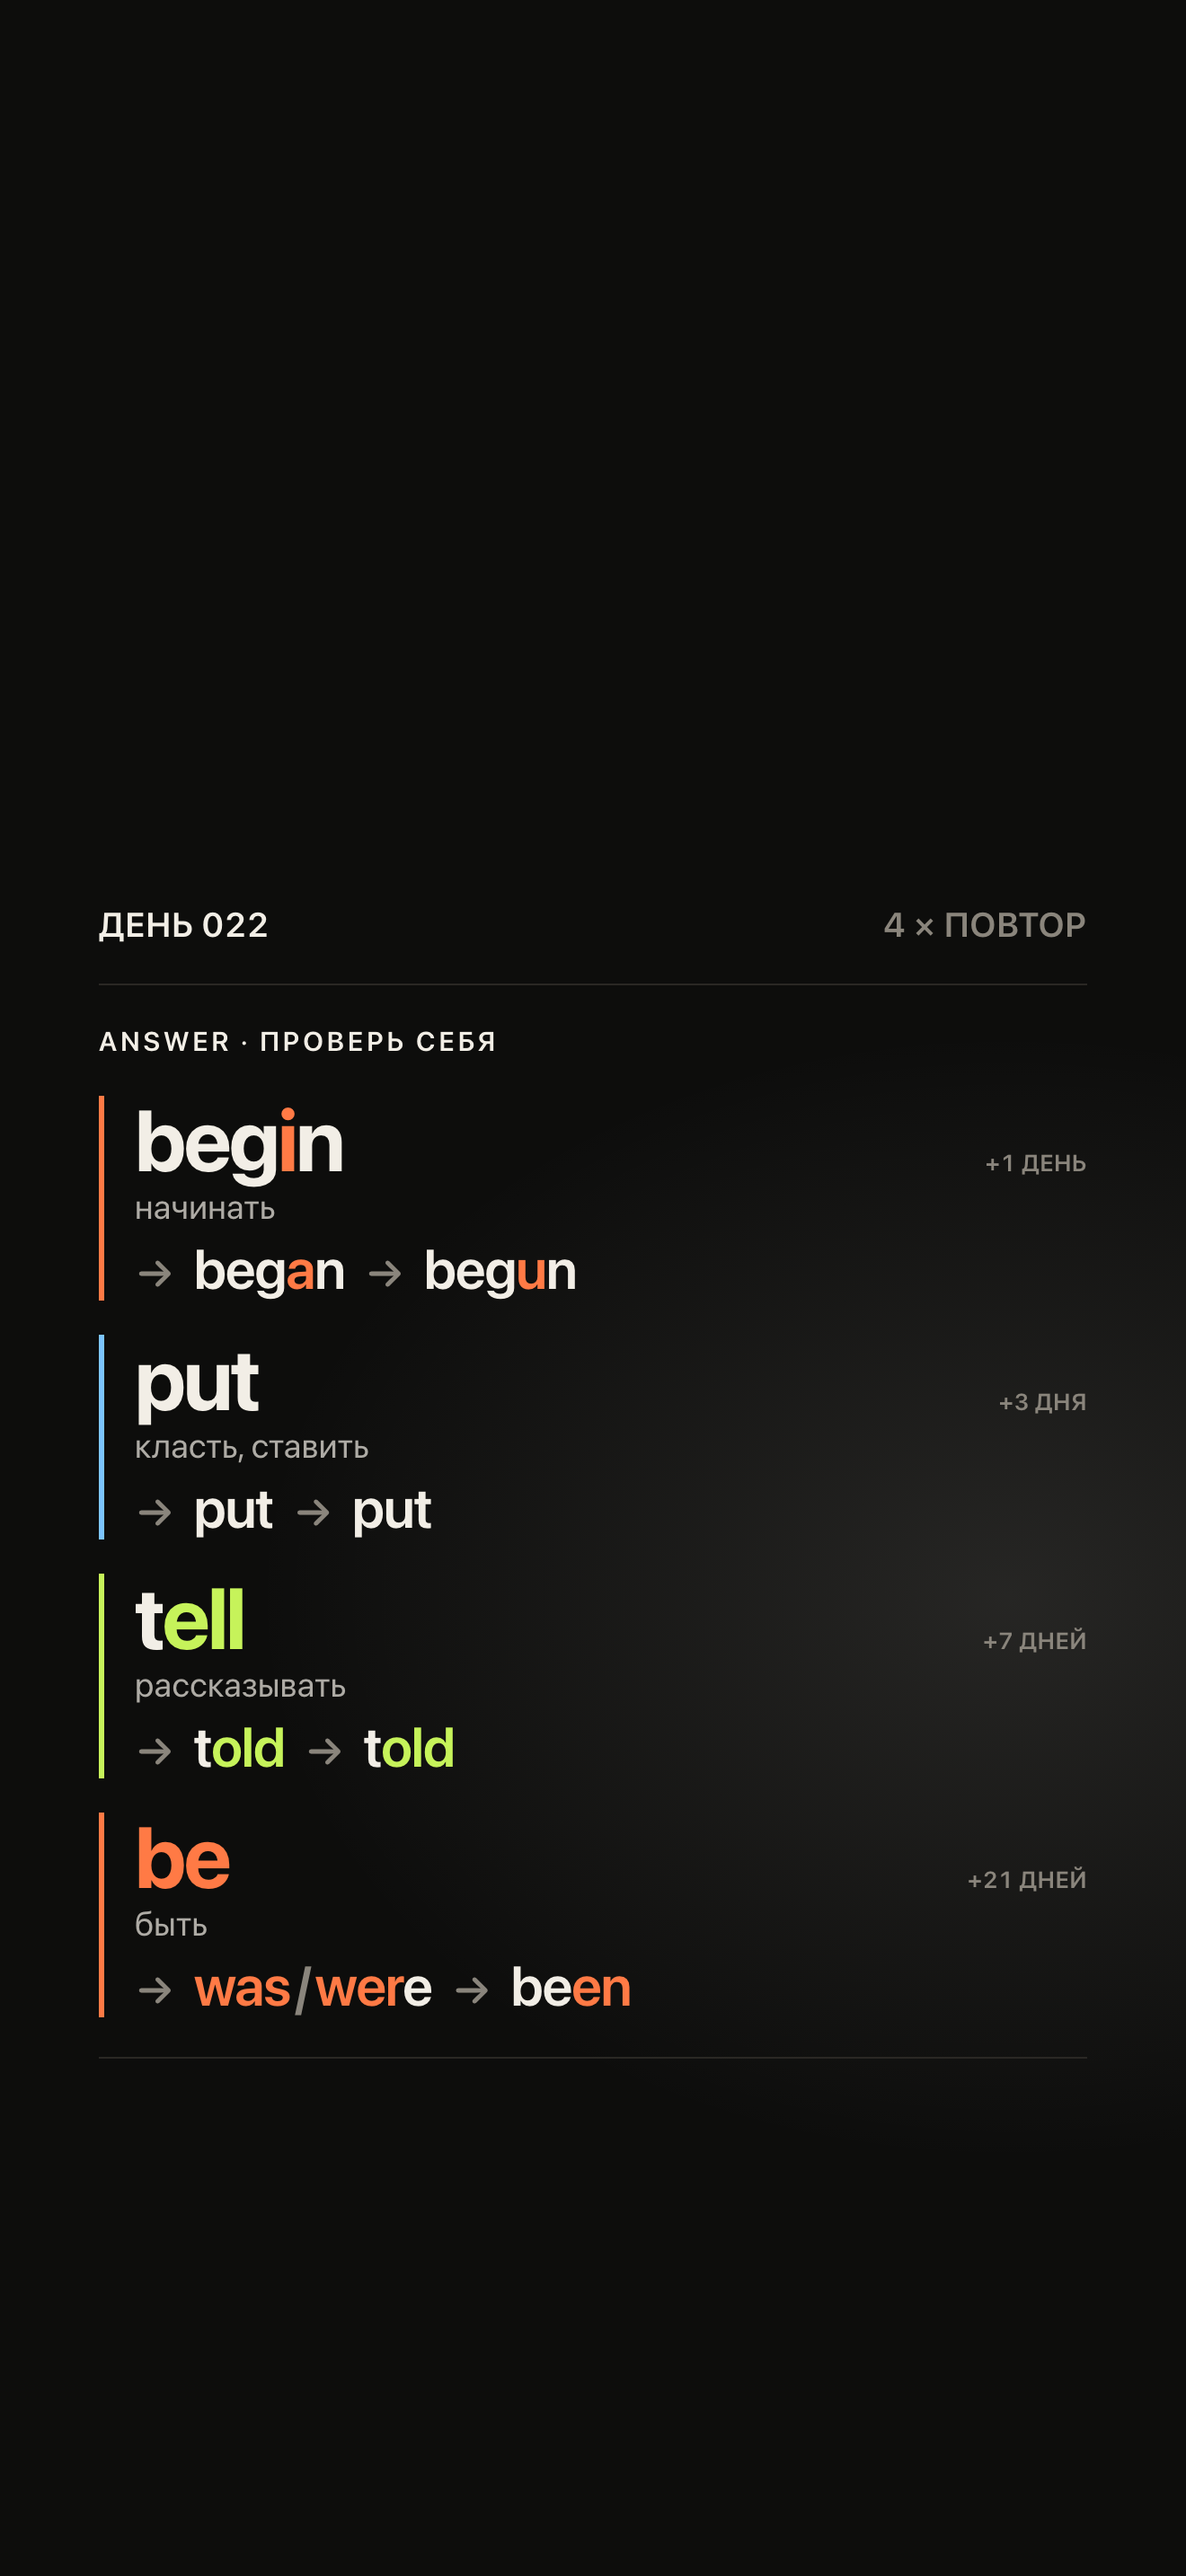 ДЕНЬ 022
4 × ПОВТОР
ANSWER · ПРОВЕРЬ СЕБЯ
begin
+1 ДЕНЬ
начинать
→ began → begun
put
+3 ДНЯ
класть, ставить
→ put → put
tell
+7 ДНЕЙ
рассказывать
→ told → told
be
+21 ДНЕЙ
быть
→ was/were → been